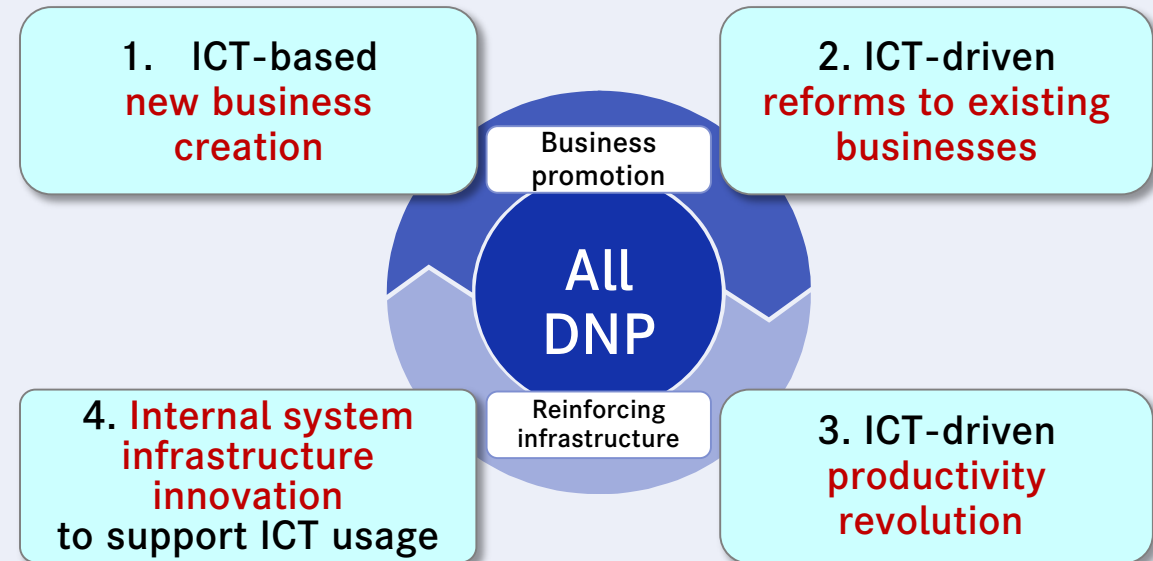 1. ICT-based
new business
creation
2. ICT-driven
reforms to existing
businesses
Business
promotion
All
DNP
Reinforcing
infrastructure
4. Internal system
infrastructure
innovation
to support ICT usage
3. ICT-driven
productivity
revolution